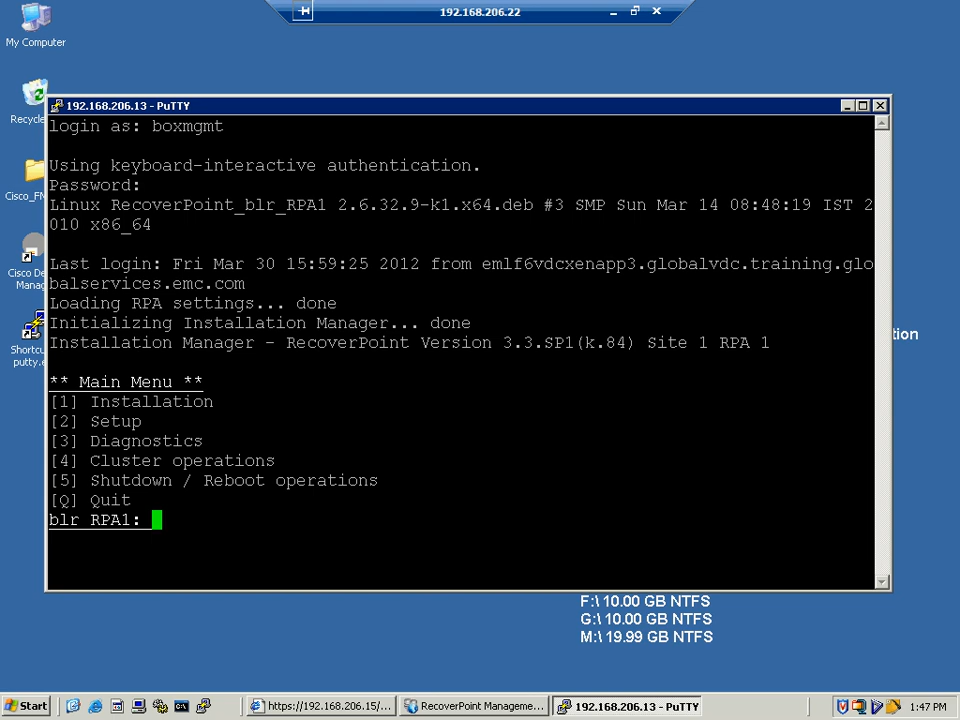 192.168.206.22
My Computer
Recycle
Cisco_FM
Cisco De
Manag
Shortcu
putty.e
192.168.206.13 - PuTTY
login as: boxmgmt
Using keyboard-interactive authentication.
Password:
Linux RecoverPoint_blr_RPA1 2.6.32.9-k1.x64.deb #3 SMP Sun Mar 14 08:48:19 IST 2
010 x86_64
Last login: Fri Mar 30 15:59:25 2012 from emlf6vdcxenapp3.globalvdc.training.glo
balservices.emc.com
Loading RPA settings... done
Initializing Installation Manager... done
Installation Manager - RecoverPoint Version 3.3.SP1(k.84) Site 1 RPA 1
** Main Menu **
[1] Installation
[2] Setup
[3] Diagnostics
[4] Cluster operations
[5] Shutdown / Reboot operations
[Q] Quit
blr RPA1:
tion
F:\ 10.00 GB NTFS
G:\ 10.00 GB NTFS
M:\ 19.99 GB NTFS
Start
https://192.168.206.15/...
RecoverPoint Manageme...
192.168.206.13 - PuTTY
1:47 PM